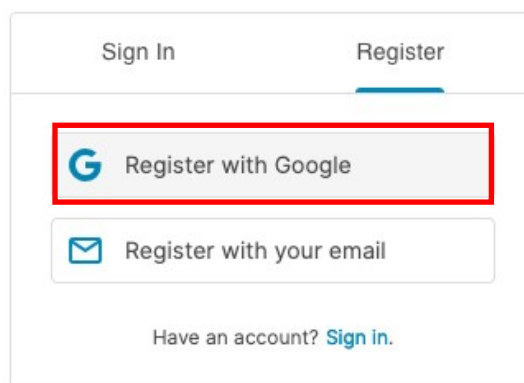 Sign In Register
Register with Google
Register with your email
Have an account? Sign in.